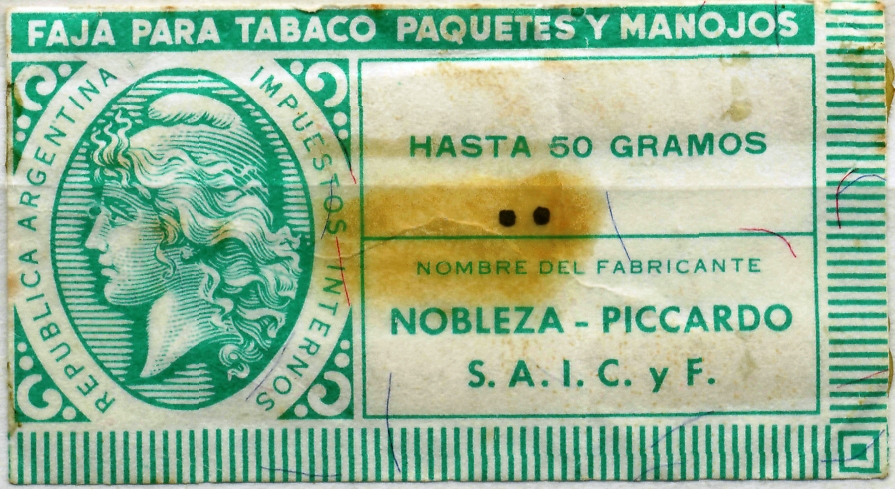 FAJA PARA TABACO PAQUETES Y MANOJOS
REPUBLICA ARGENTINA
IMPUESTOS INTERNOS
HASTA 50 GRAMOS
NOMBRE DEL FABRICANTE
NOBLEZA - PICCARDO
S. A. I. C. y F.